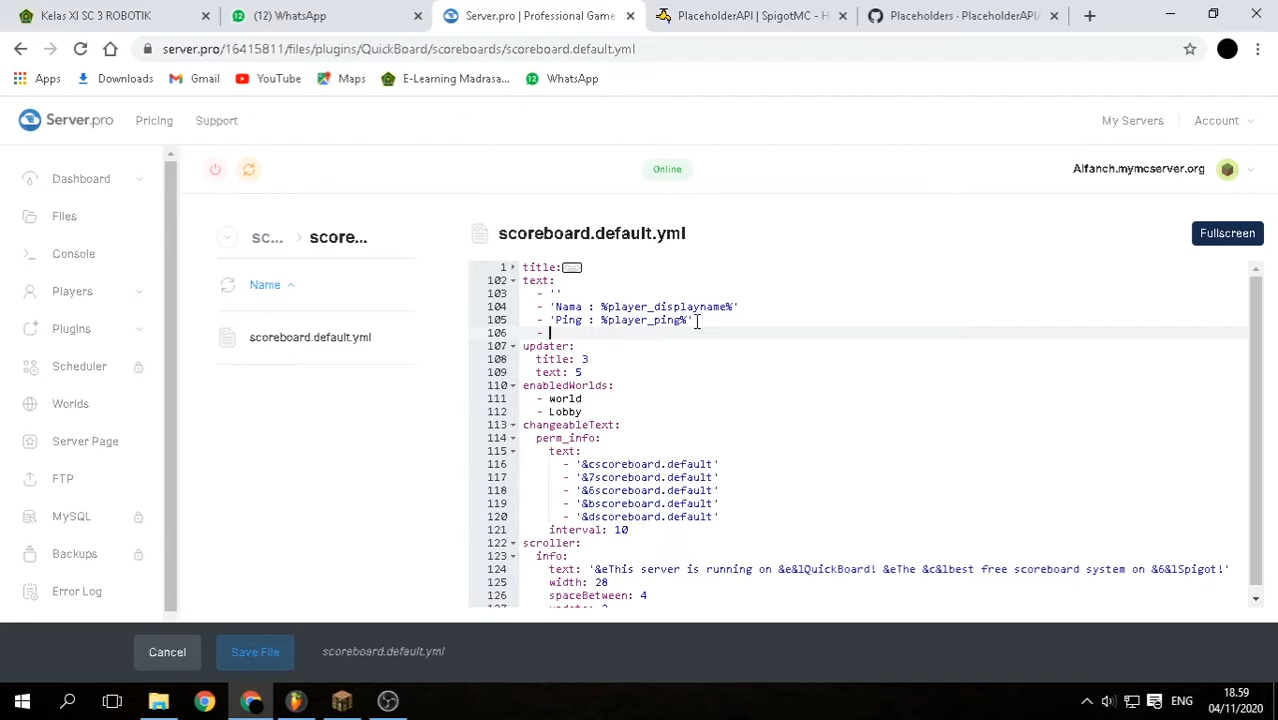 Kelas XI SC 3 ROBOTIK
(12) WhatsApp
Server.pro | Professional Game
PlaceholderAPI | SpigotMC - H
Placeholders · PlaceholderAPI/
server.pro/16415811/files/plugins/QuickBoard/scoreboards/scoreboard.default.yml
Apps
Downloads
Gmail
YouTube
Maps
E-Learning Madrasa...
WhatsApp
Server.pro
Pricing
Support
My Servers
Account
Online
Alfanch.mymcserver.org
Dashboard
Files
Console
Players
Plugins
Scheduler
Worlds
Server Page
FTP
MySQL
Backups
Error Log
sc...
score...
Name
scoreboard.default.yml
scoreboard.default.yml
Fullscreen
1 title:
102 text:
103 - ''
104 - 'Nama : %player_displayname%'
105 - 'Ping : %player_ping%'
106 -
107 updater:
108 title: 3
109 text: 5
110 enabledWorlds:
111 - world
112 - Lobby
113 changeableText:
114 perm_info:
115 text:
116 - '&cscoreboard.default'
117 - '&7scoreboard.default'
118 - '&6scoreboard.default'
119 - '&bscoreboard.default'
120 - '&dscoreboard.default'
121 interval: 10
122 scroller:
123 info:
124 text: '&eThis server is running on &e&lQuickBoard! &eThe &c&lbest free scoreboard system on &6&lSpigot!'
125 width: 28
126 spaceBetween: 4
Cancel
Save File
scoreboard.default.yml
ENG
18.59
04/11/2020